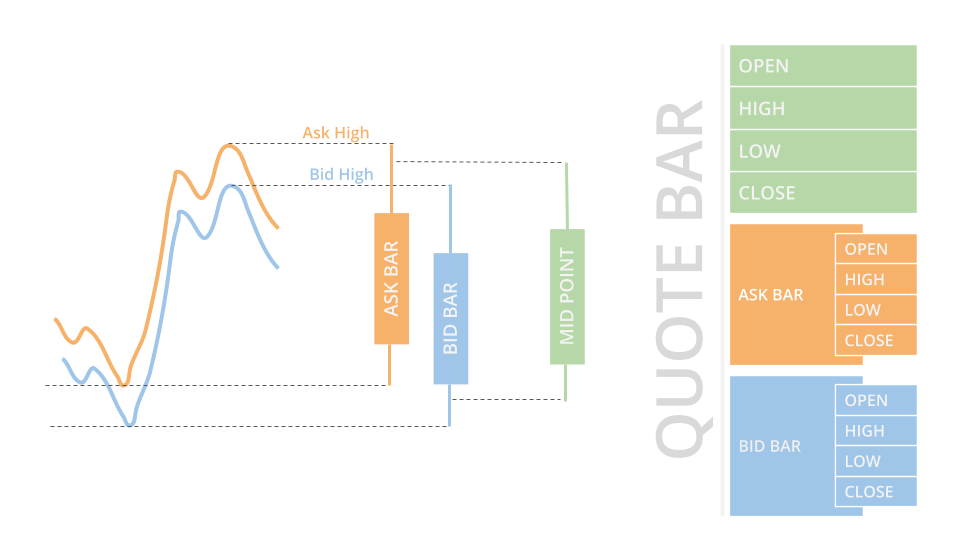 Ask High
Bid High
ASK BAR
BID BAR
MID POINT
QUOTE BAR
OPEN
HIGH
LOW
CLOSE
ASK BAR
OPEN
HIGH
LOW
CLOSE
BID BAR
OPEN
HIGH
LOW
CLOSE